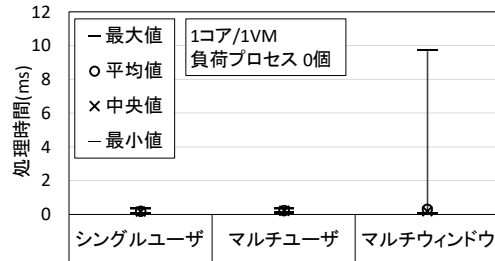 12
10
8
6
4
2
0
処理時間(ms)
最大値
平均値
中央値
最小値
1コア/1VM
負荷プロセス 0個
シングルユーザ
マルチユーザ
マルチウィンドウ